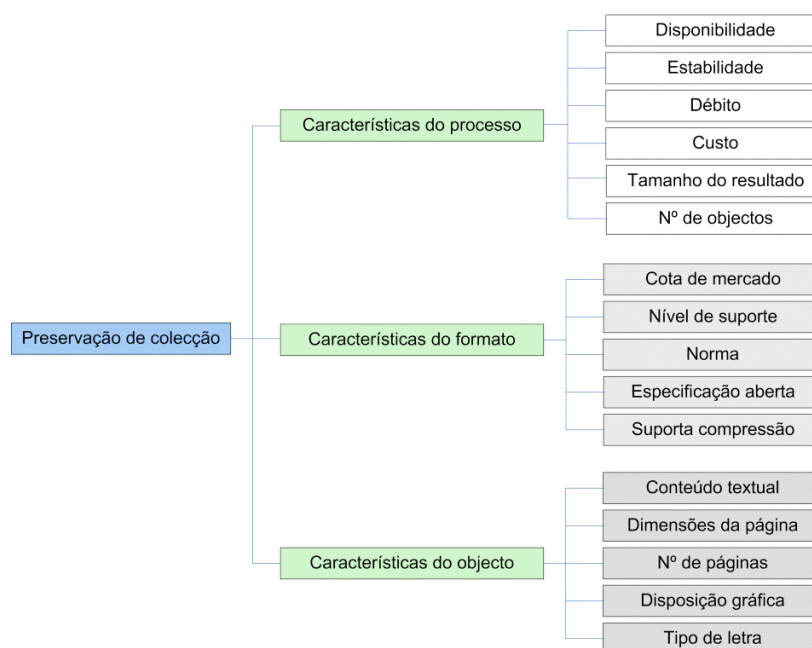 Preservação de colecção
Características do processo
Disponibilidade
Estabilidade
Débito
Custo
Tamanho do resultado
Nº de objectos
Características do formato
Cota de mercado
Nível de suporte
Norma
Especificação aberta
Suporta compressão
Características do objecto
Conteúdo textual
Dimensões da página
Nº de páginas
Disposição gráfica
Tipo de letra